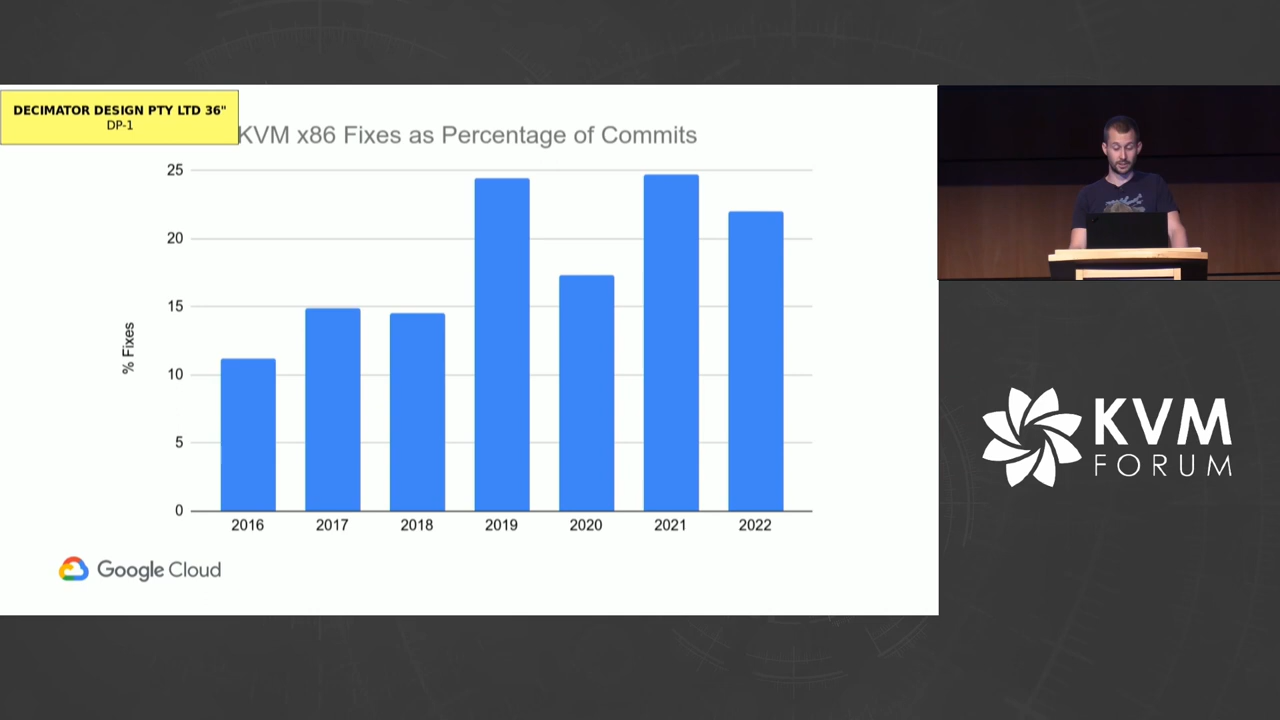 DECIMATOR DESIGN PTY LTD 36"
DP-1
KVM x86 Fixes as Percentage of Commits
25
20
15
10
5
0
% Fixes
2016 2017 2018 2019 2020 2021 2022
Google Cloud
KVM
FORUM